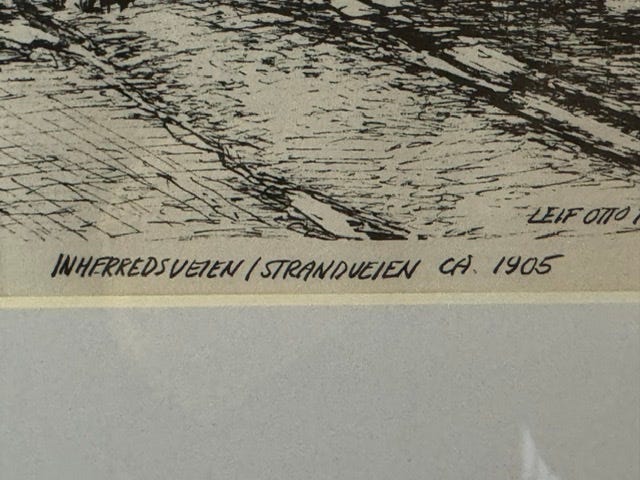 LEIF OTTO
INHERREDSVEIEN / STRANDVEIEN CA. 1905